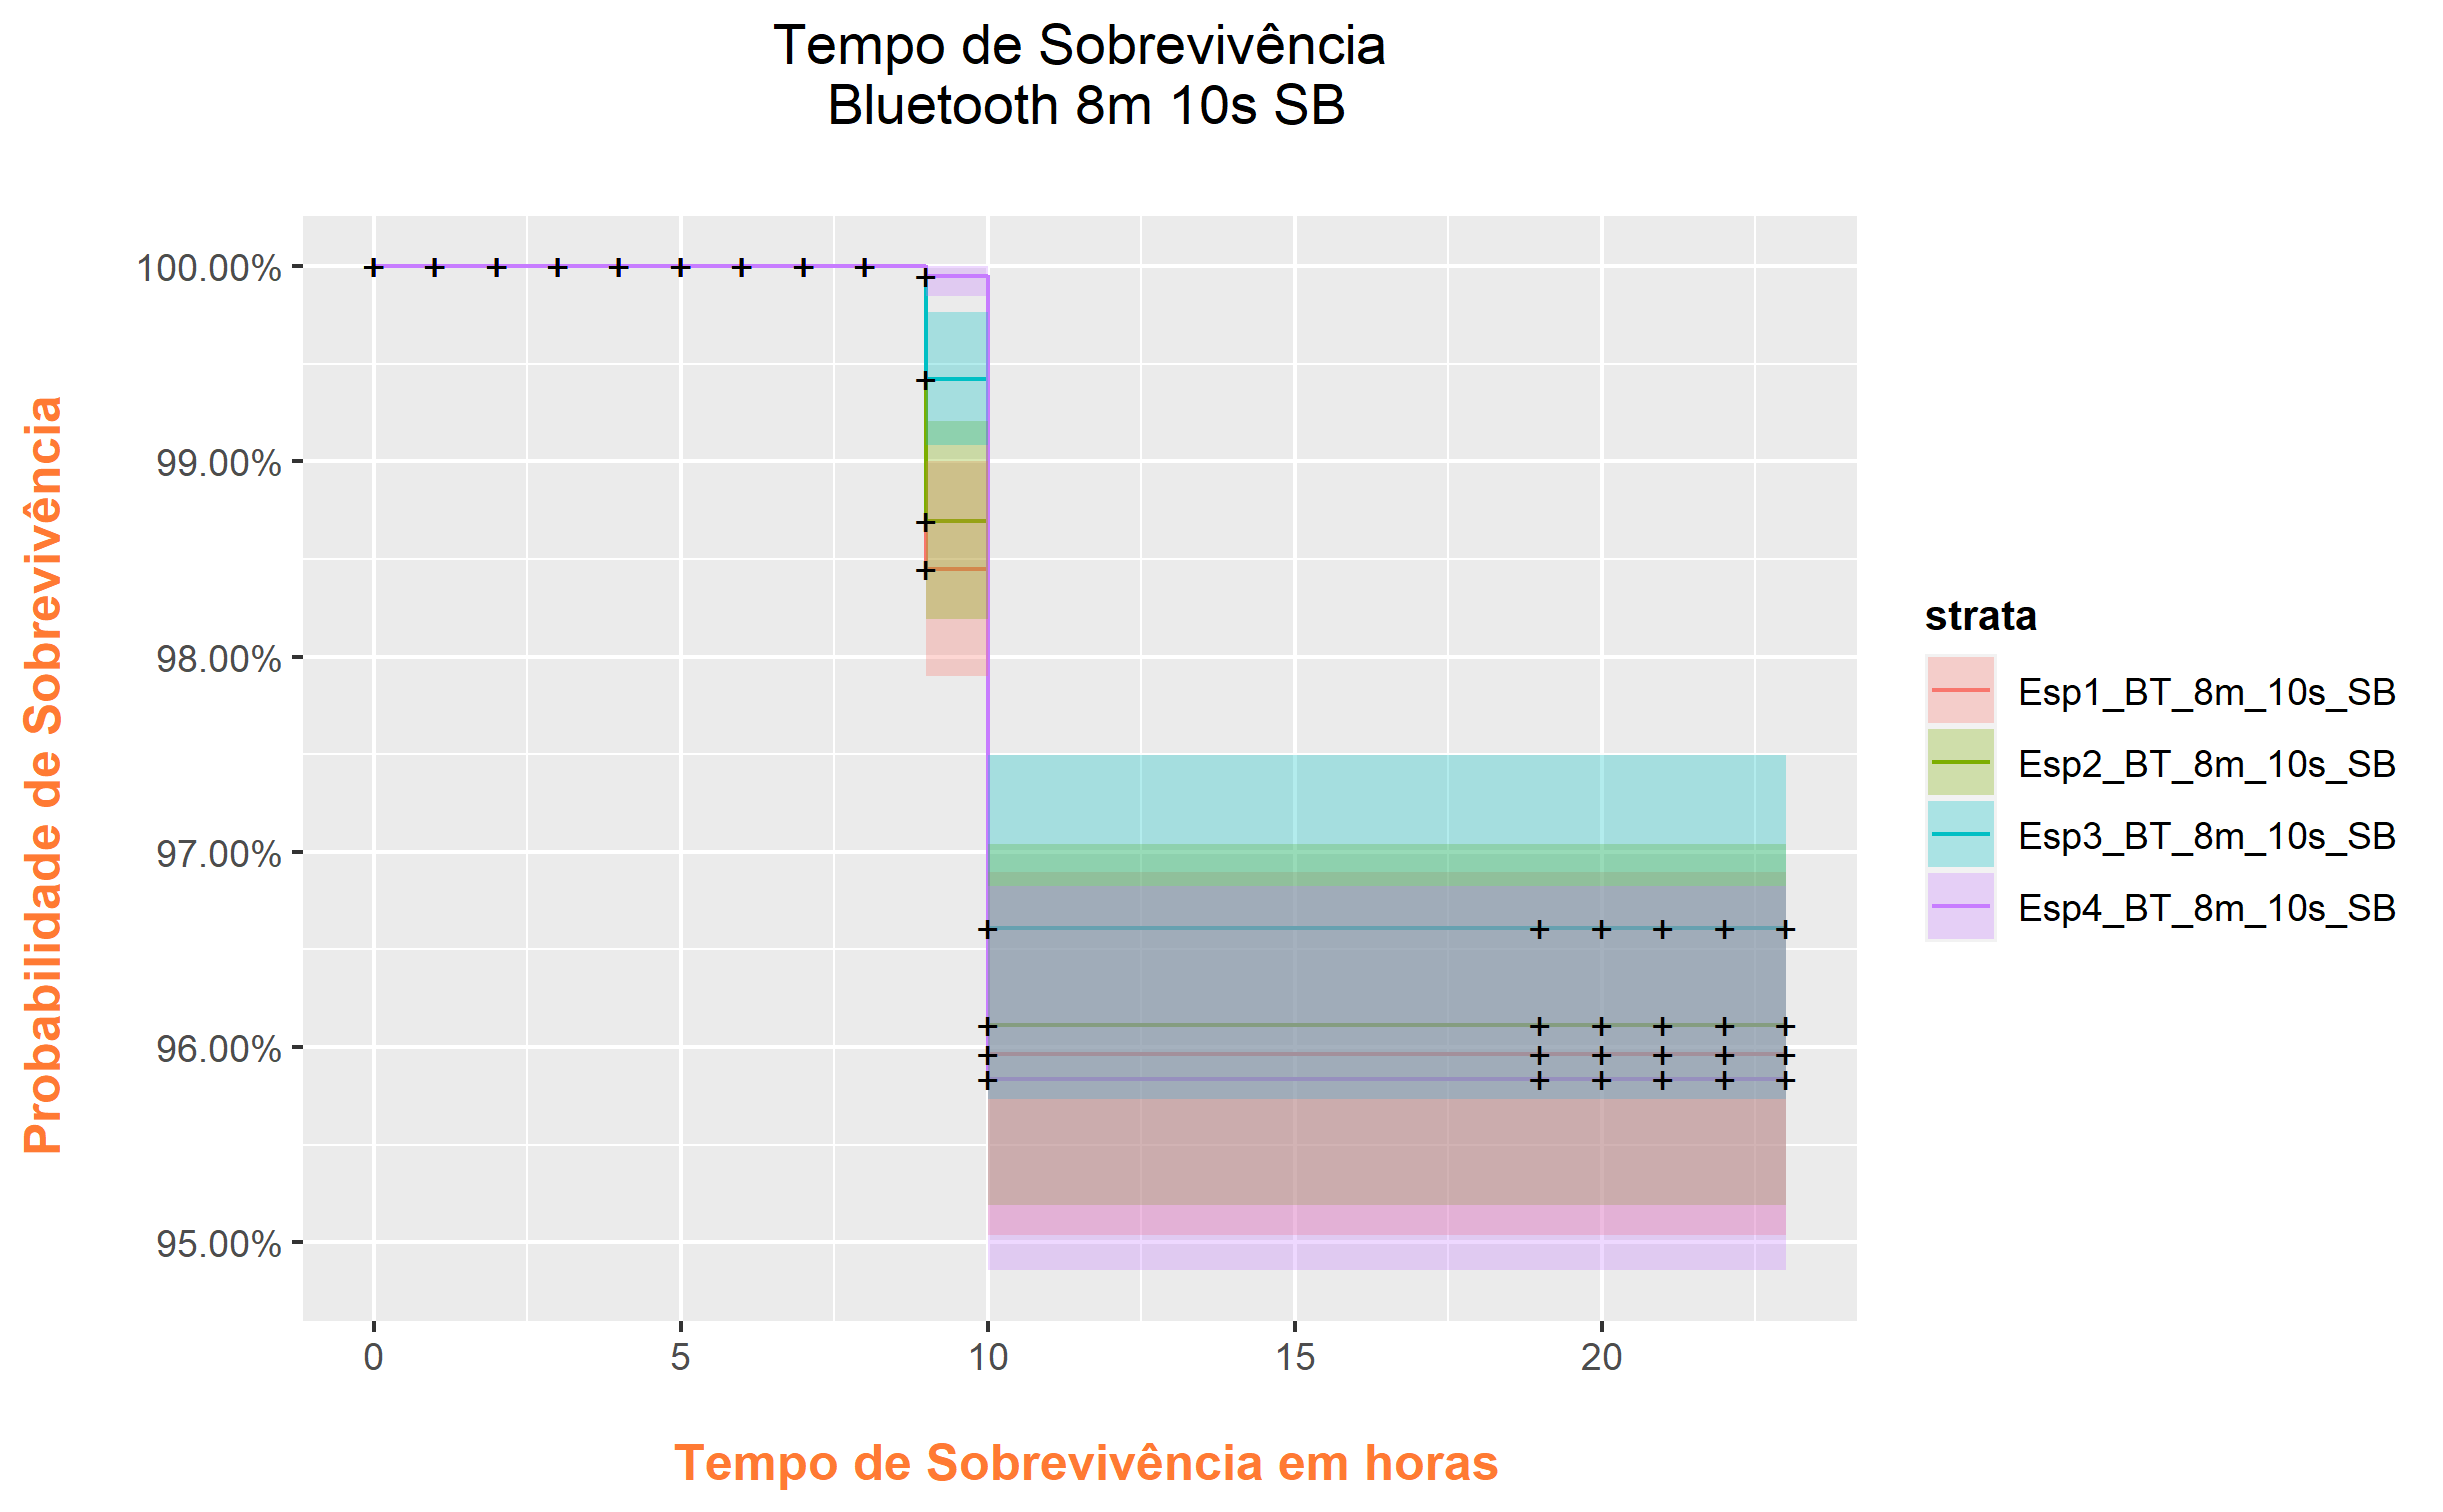 Tempo de Sobrevivência
Bluetooth 8m 10s SB
Probabilidade de Sobrevivência
100.00%
99.00%
98.00%
97.00%
96.00%
95.00%
0
5
10
15
20
Tempo de Sobrevivência em horas
strata
Esp1_BT_8m_10s_SB
Esp2_BT_8m_10s_SB
Esp3_BT_8m_10s_SB
Esp4_BT_8m_10s_SB